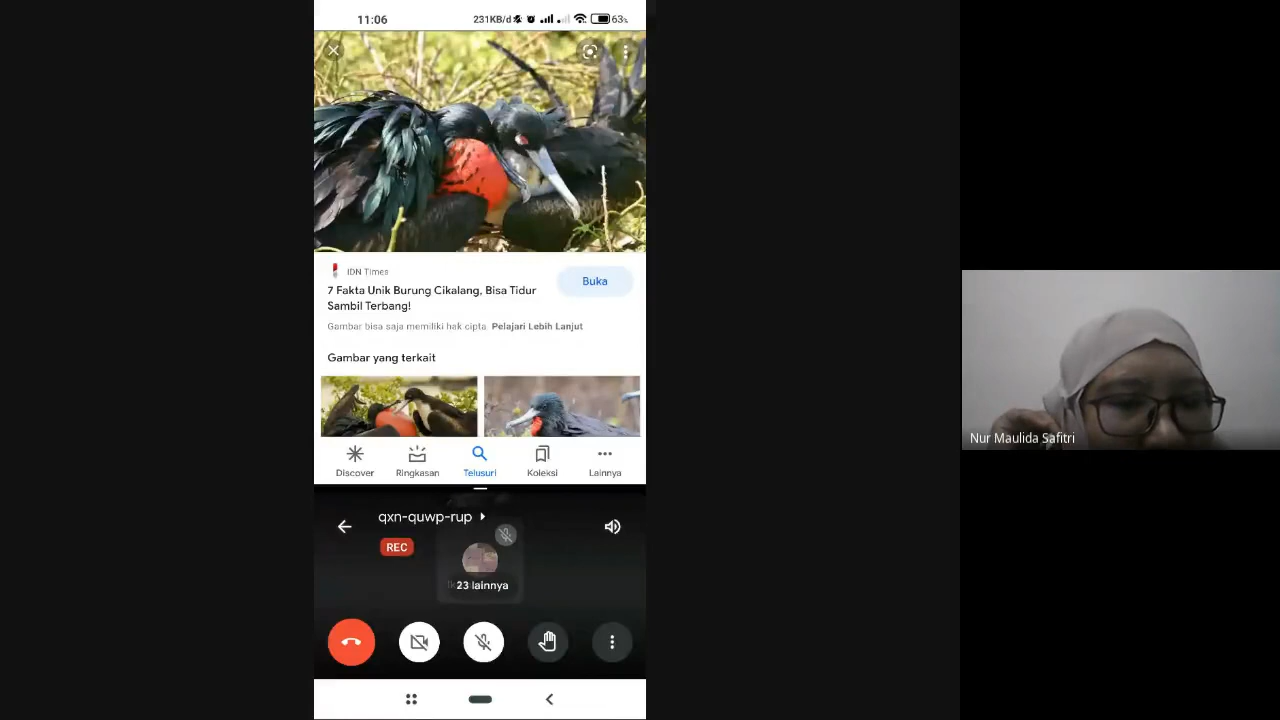 11:06
231KB/d
63%
IDN Times
7 Fakta Unik Burung Cikalang, Bisa Tidur
Sambil Terbang!
Buka
Gambar bisa saja memiliki hak cipta. Pelajari Lebih Lanjut
Gambar yang terkait
Discover
Ringkasan
Telusuri
Koleksi
Lainnya
qxn-quwp-rup
REC
23 lainnya
Nur Maulida Safitri